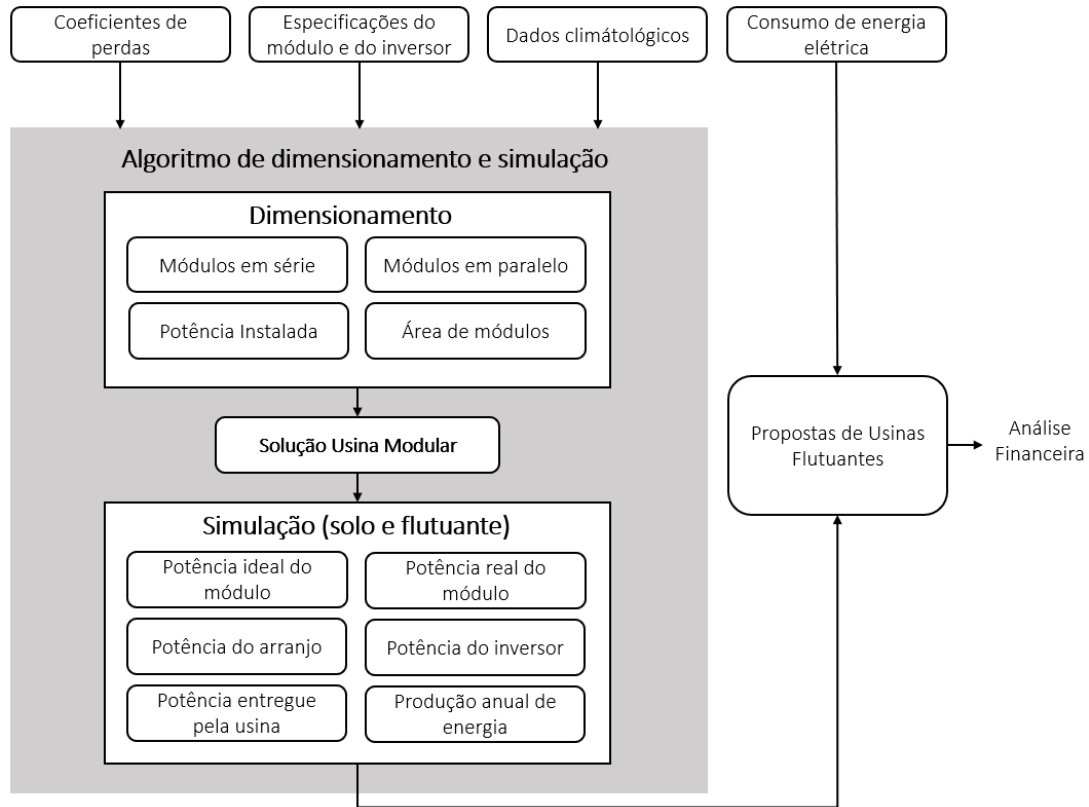 Coeficientes de
perdas
Especificações do
módulo e do inversor
Dados climátológicos
Consumo de energia
elétrica
Algoritmo de dimensionamento e simulação
Dimensionamento
Módulos em série
Módulos em paralelo
Potência Instalada
Área de módulos
Solução Usina Modular
Simulação (solo e flutuante)
Potência ideal do
módulo
Potência real do
módulo
Potência do arranjo
Potência do inversor
Potência entregue
pela usina
Produção anual de
energia
Propostas de Usinas
Flutuantes
Análise
Financeira